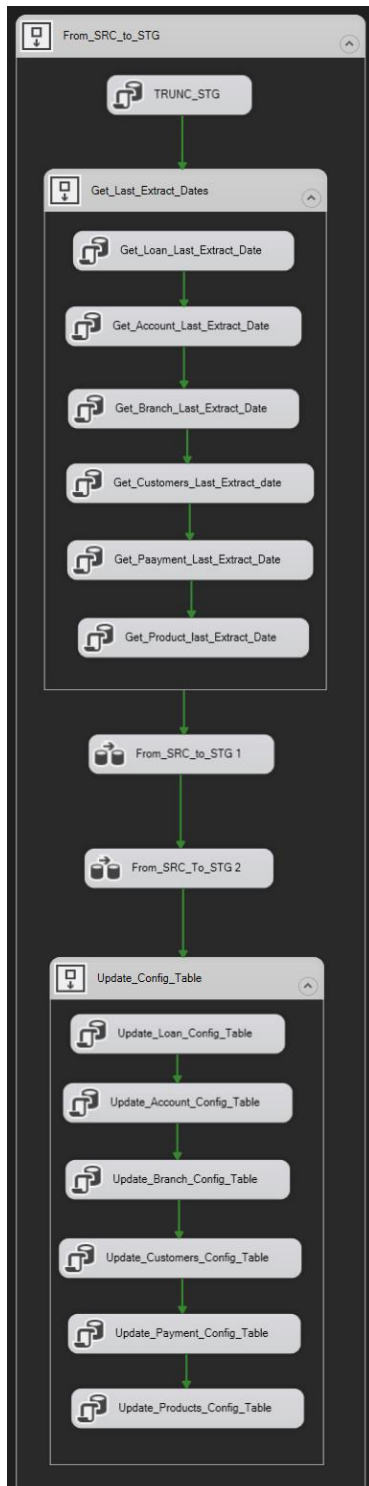 From_SRC_to_STG
TRUNC_STG
Get_Last_Extract_Dates
Get_Loan_Last_Extract_Date
Get_Account_Last_Extract_Date
Get_Branch_Last_Extract_Date
Get_Customers_Last_Extract_date
Get_Paayment_Last_Extract_Date
Get_Product_last_Extract_Date
From_SRC_to_STG 1
From_SRC_To_STG 2
Update_Config_Table
Update_Loan_Config_Table
Update_Account_Config_Table
Update_Branch_Config_Table
Update_Customers_Config_Table
Update_Payment_Config_Table
Update_Products_Config_Table